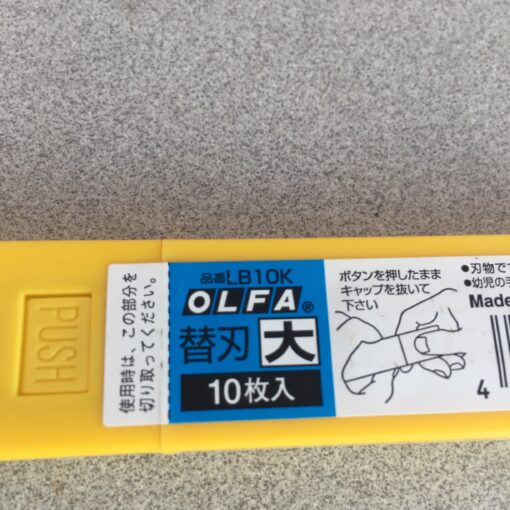 PUSH
使用時は、この部分を
切り取ってください。
品番LB10K
OLFA®
替刃 大
10枚入
ボタンを押したまま
キャップを抜いて
下さい
●刃物で
●幼児の手
Made
4